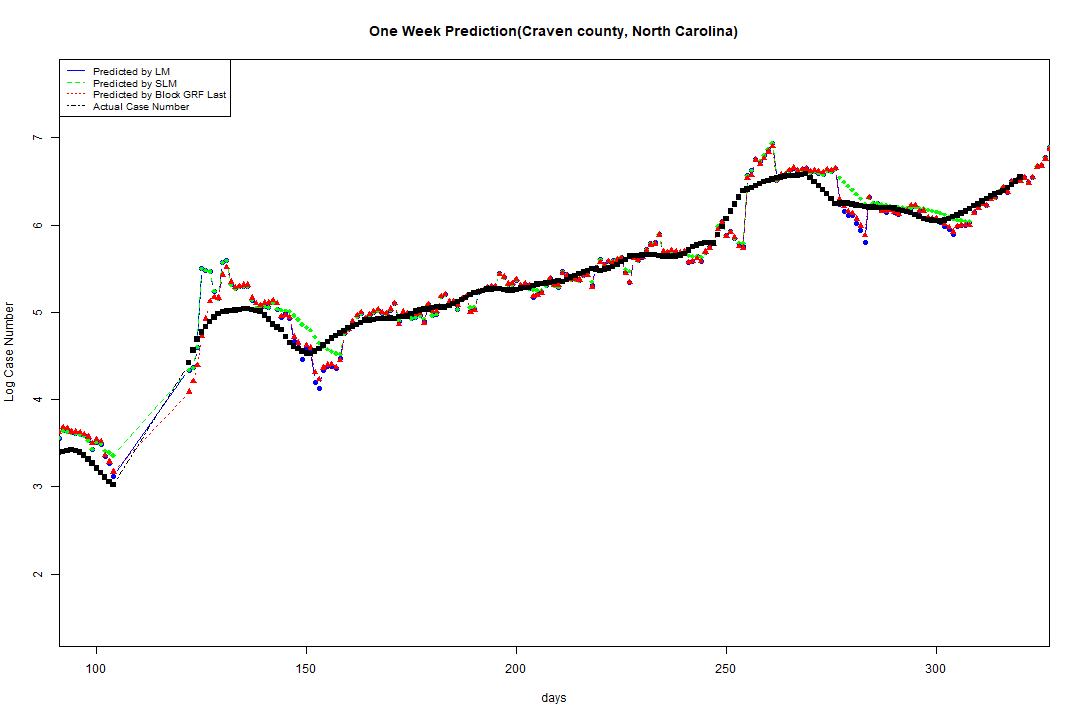 One Week Prediction(Craven county, North Carolina)
Predicted by LM
Predicted by SLM
Predicted by Block GRF Last
Actual Case Number
Log Case Number
7
6
5
4
3
2
100 150 200 250 300
days